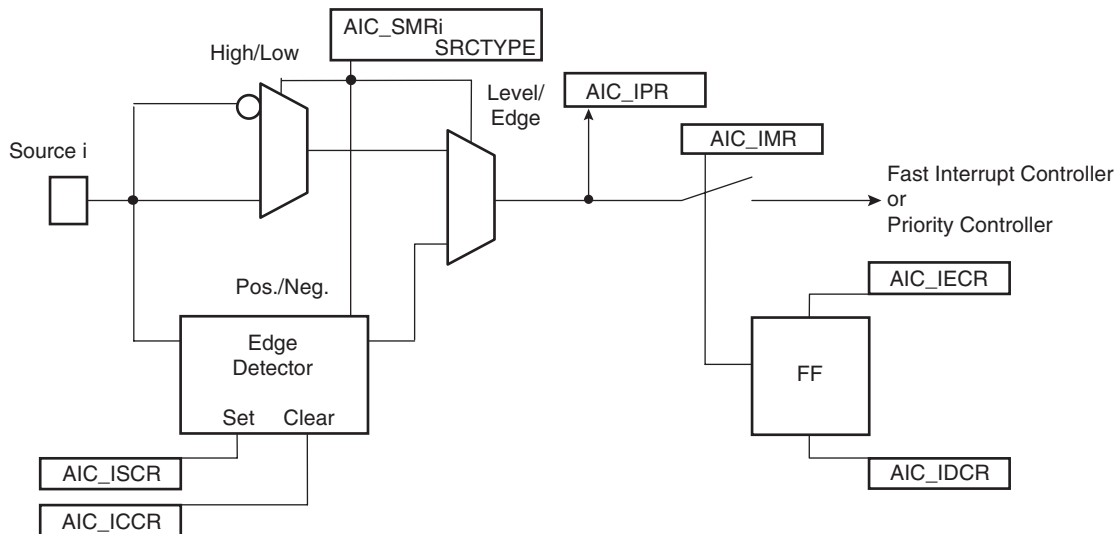 AIC_SMRi
SRCTYPE
High/Low
Level/
Edge
AIC_IPR
AIC_IMR
Source i
Fast Interrupt Controller
or
Priority Controller
Pos./Neg.
AIC_IECR
Edge
Detector
FF
Set Clear
AIC_ISCR
AIC_IDCR
AIC_ICCR